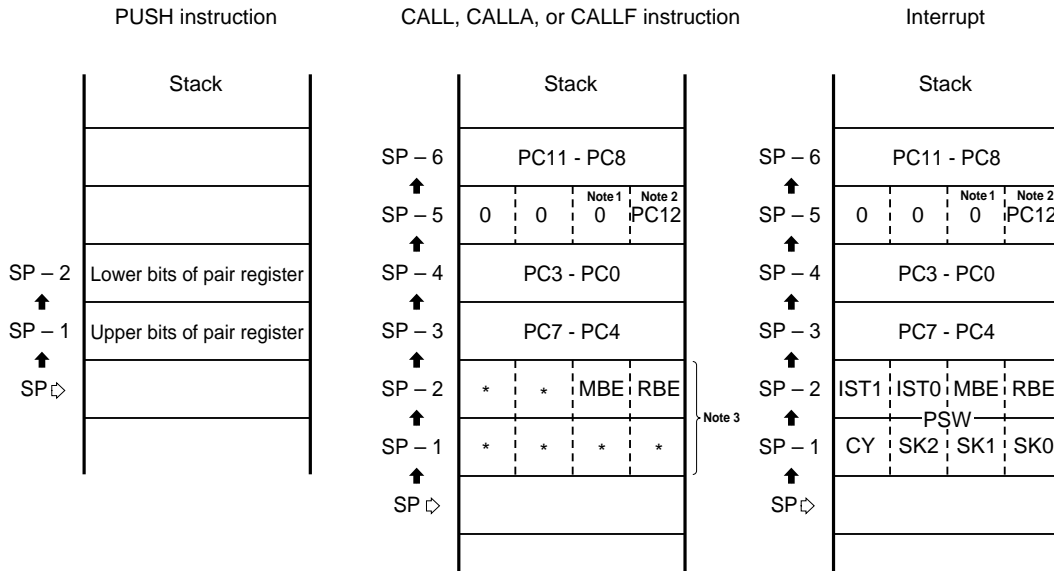 PUSH instruction
CALL, CALLA, or CALLF instruction
Interrupt
Stack
Stack
Stack
SP – 6 PC11 - PC8
SP – 6 PC11 - PC8
Note 1 Note 2
Note 1 Note 2
SP – 5 0 0 0 PC12
SP – 5 0 0 0 PC12
SP – 2 Lower bits of pair register
SP – 4 PC3 - PC0
SP – 4 PC3 - PC0
SP – 1 Upper bits of pair register
SP – 3 PC7 - PC4
SP – 3 PC7 - PC4
SP
SP – 2 * * MBE RBE
SP – 2 IST1 IST0 MBE RBE
Note 3
PSW
SP – 1 * * * *
SP – 1 CY SK2 SK1 SK0
SP
SP